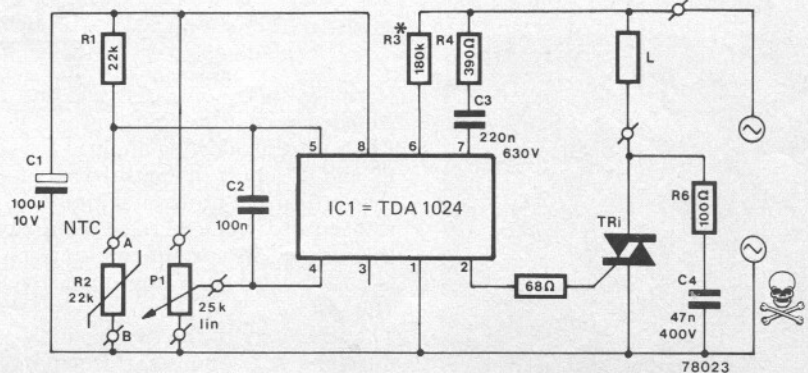 R1
22k
*
R3
180k
R4
390Ω
L
C3
220n
630V
5
8
6
7
C1
100µ
10V
NTC
C2
100n
IC1 = TDA 1024
R6
100Ω
TRi
A
R2
22k
B
P1
25k
lin
4
3
1
2
68Ω
C4
47n
400V
78023